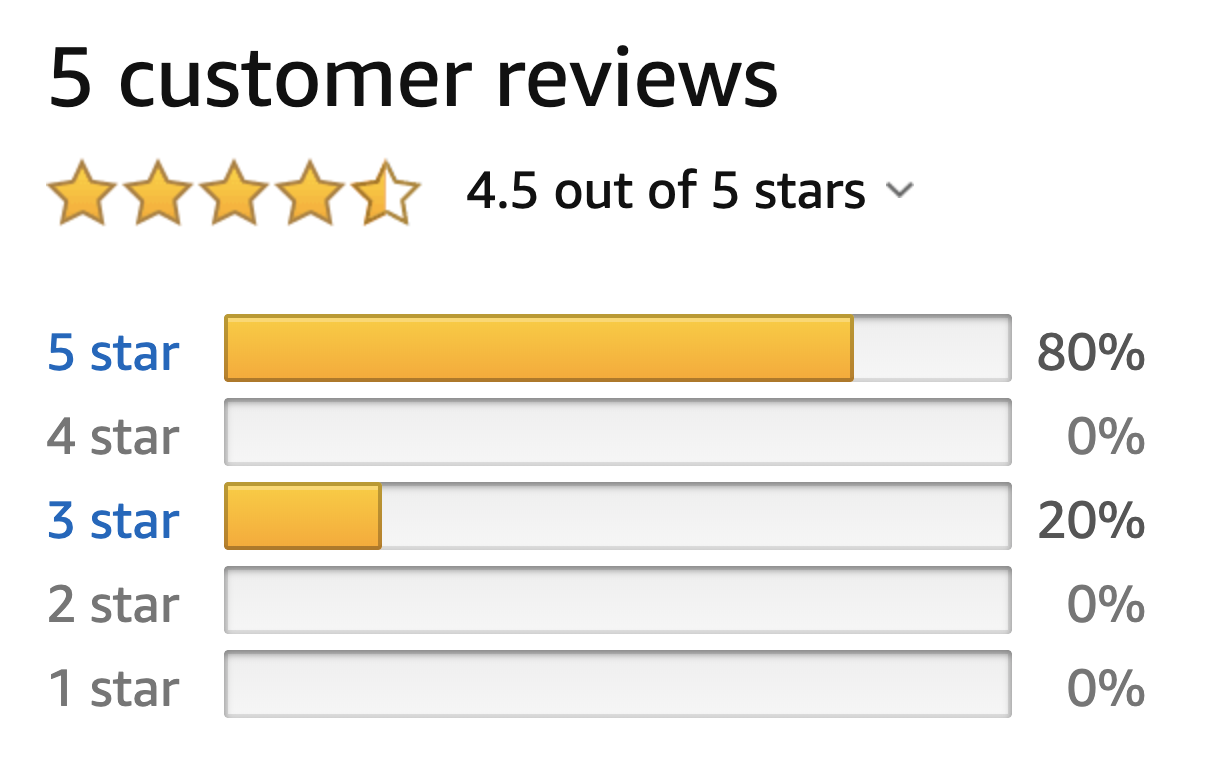 5 customer reviews
4.5 out of 5 stars
5 star 80%
4 star 0%
3 star 20%
2 star 0%
1 star 0%